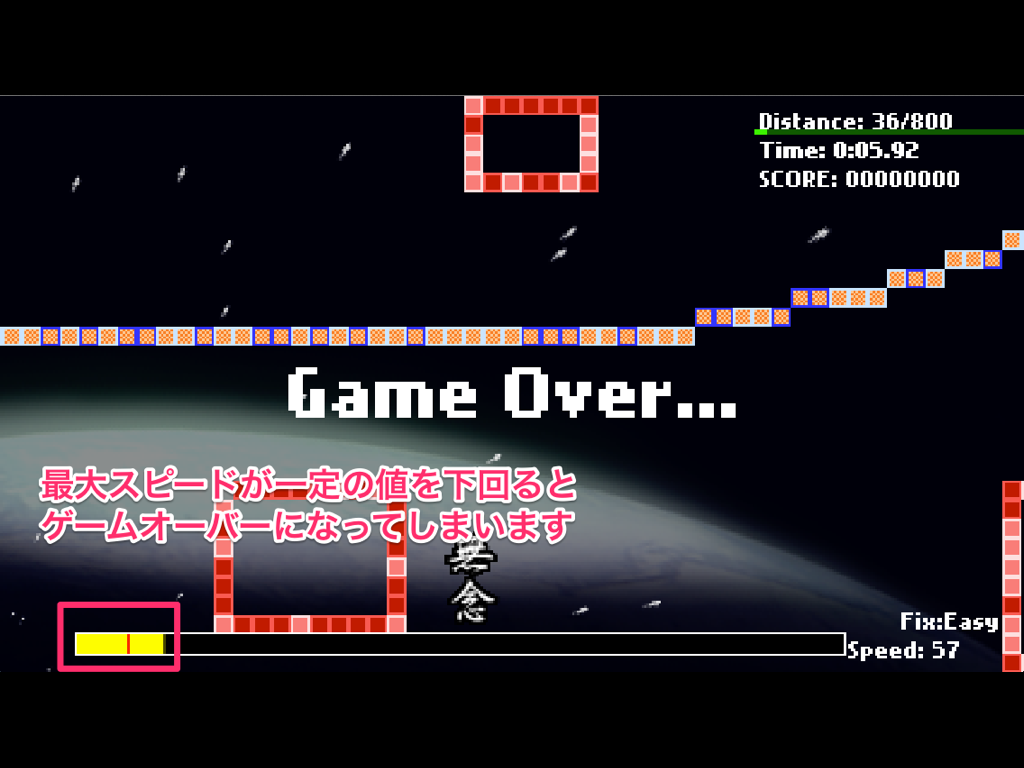 Distance: 36/800
Time: 0:05.92
SCORE: 00000000
Game Over...
最大スピードが一定の値を下回ると
ゲームオーバーになってしまいます
無念
Fix:Easy
Speed: 57